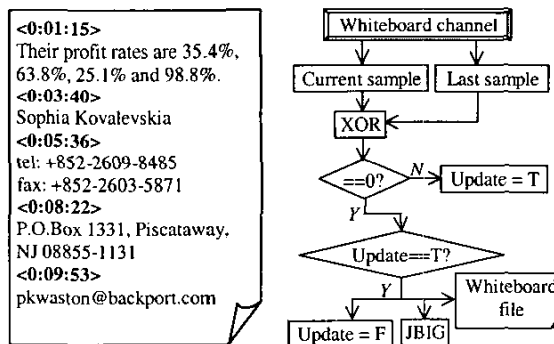 <0:01:15>
Their profit rates are 35.4%,
63.8%, 25.1% and 98.8%.
<0:03:40>
Sophia Kovalevskia
<0:05:36>
tel: +852-2609-8485
fax: +852-2603-5871
<0:08:22>
P.O.Box 1331, Piscataway,
NJ 08855-1131
<0:09:53>
pkwaston@backport.com
Whiteboard channel
Current sample
Last sample
XOR
==0?
N
Update = T
Y
Update==T?
Y
Whiteboard
file
Update = F
JBIG